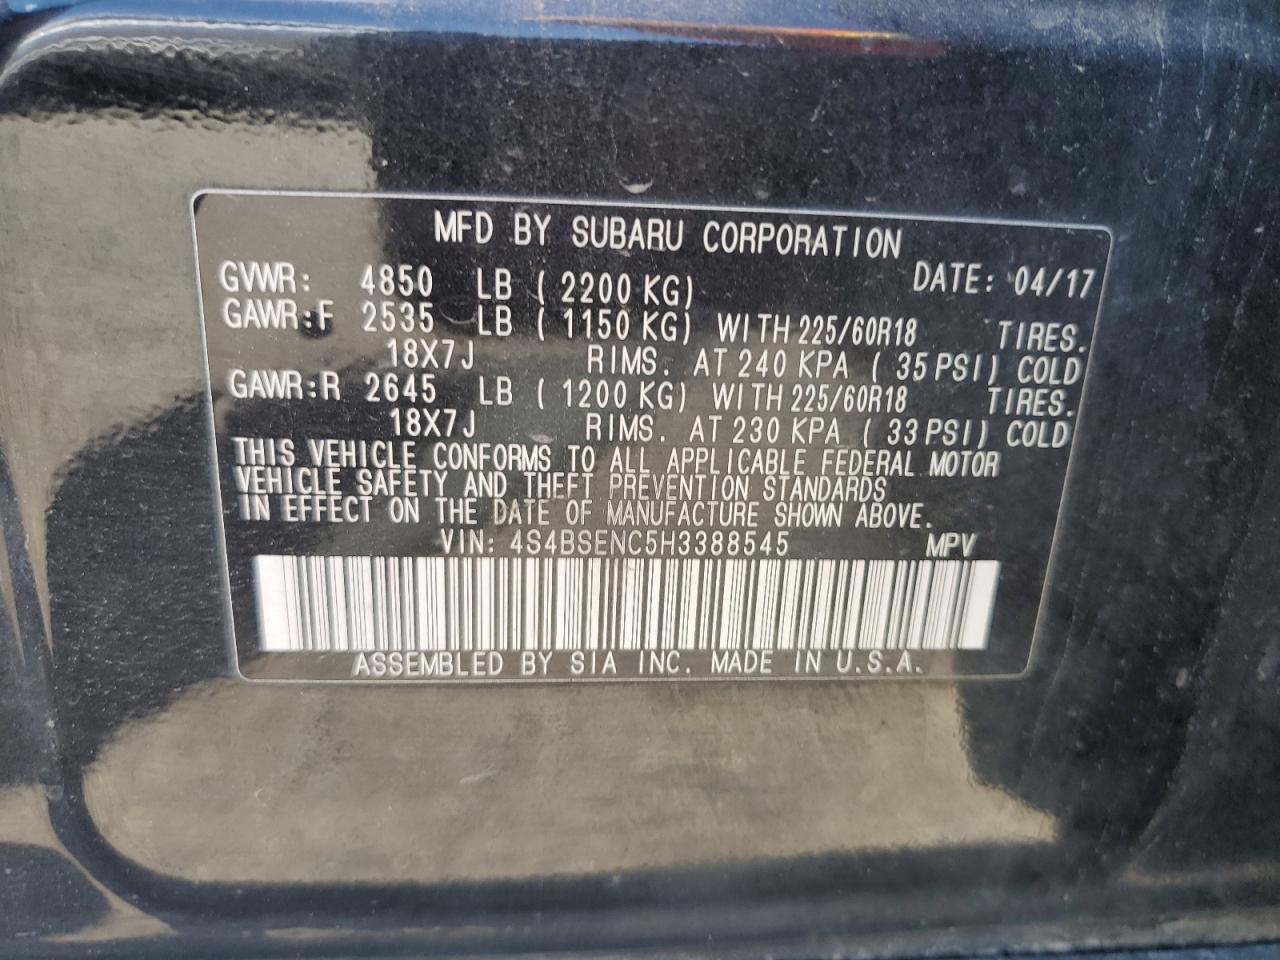 MFD BY SUBARU CORPORATION
GVWR: 4850 LB ( 2200 KG) DATE: 04/17
GAWR:F 2535 LB ( 1150 KG) WITH 225/60R18 TIRES.
18X7J RIMS. AT 240 KPA ( 35 PSI) COLD
GAWR:R 2645 LB ( 1200 KG) WITH 225/60R18 TIRES.
18X7J RIMS. AT 230 KPA ( 33 PSI) COLD
THIS VEHICLE CONFORMS TO ALL APPLICABLE FEDERAL MOTOR
VEHICLE SAFETY AND THEFT PREVENTION STANDARDS
IN EFFECT ON THE DATE OF MANUFACTURE SHOWN ABOVE.
VIN: 4S4BSENC5H3388545 MPV
ASSEMBLED BY SIA INC. MADE IN U.S.A.